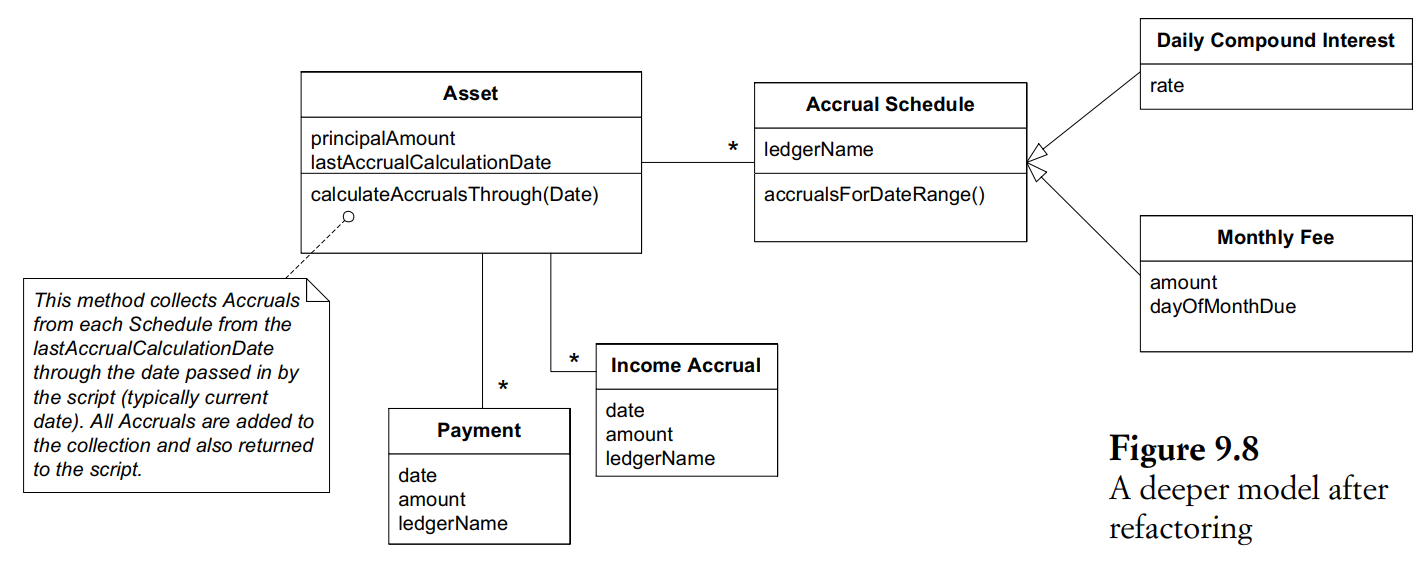 Daily Compound Interest
rate
Asset
principalAmount
lastAccrualCalculationDate
calculateAccrualsThrough(Date)
*
Accrual Schedule
ledgerName
accrualsForDateRange()
Monthly Fee
amount
dayOfMonthDue
This method collects Accruals
from each Schedule from the
lastAccrualCalculationDate
through the date passed in by
the script (typically current
date). All Accruals are added to
the collection and also returned
to the script.
*
Income Accrual
date
amount
ledgerName
*
Payment
date
amount
ledgerName
Figure 9.8
A deeper model after
refactoring